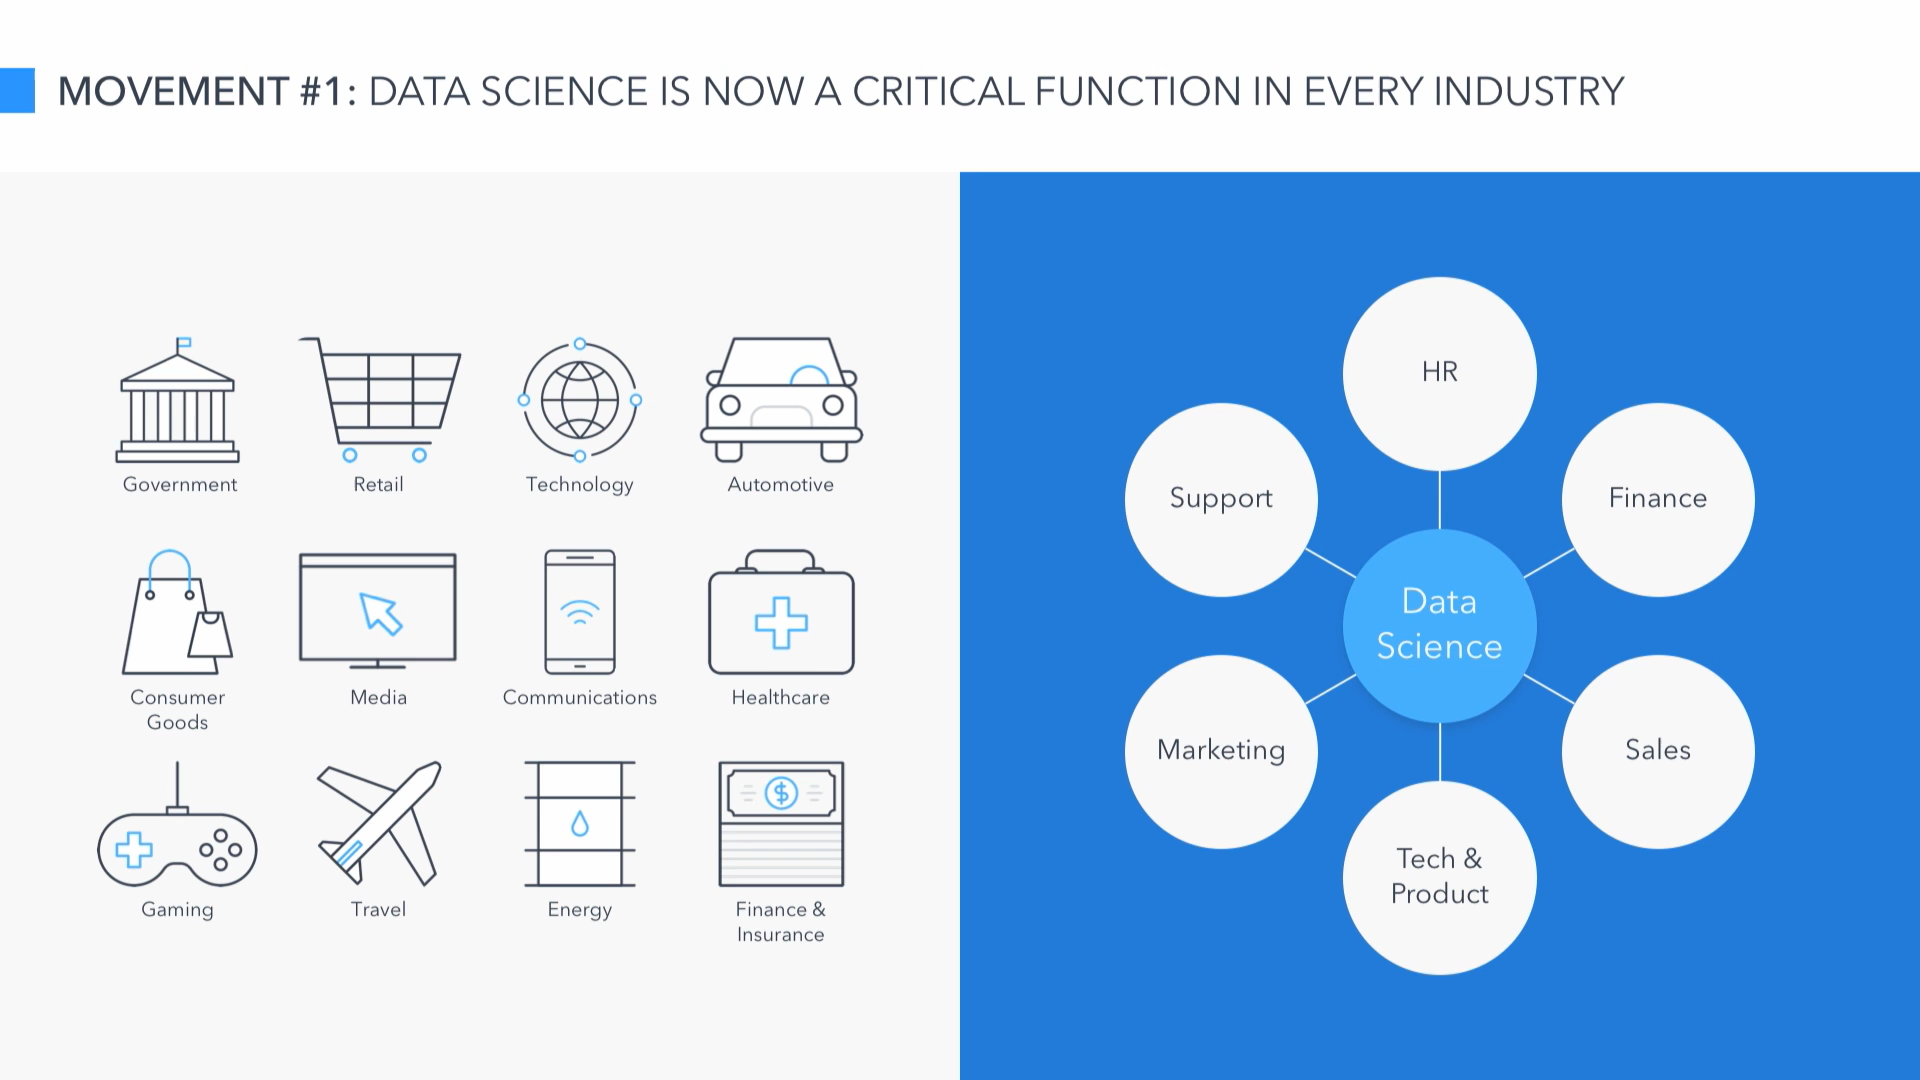 MOVEMENT #1: DATA SCIENCE IS NOW A CRITICAL FUNCTION IN EVERY INDUSTRY
Government
Retail
Technology
Automotive
Consumer
Goods
Media
Communications
Healthcare
Gaming
Travel
Energy
$
Finance &
Insurance
HR
Support
Finance
Data
Science
Marketing
Sales
Tech &
Product